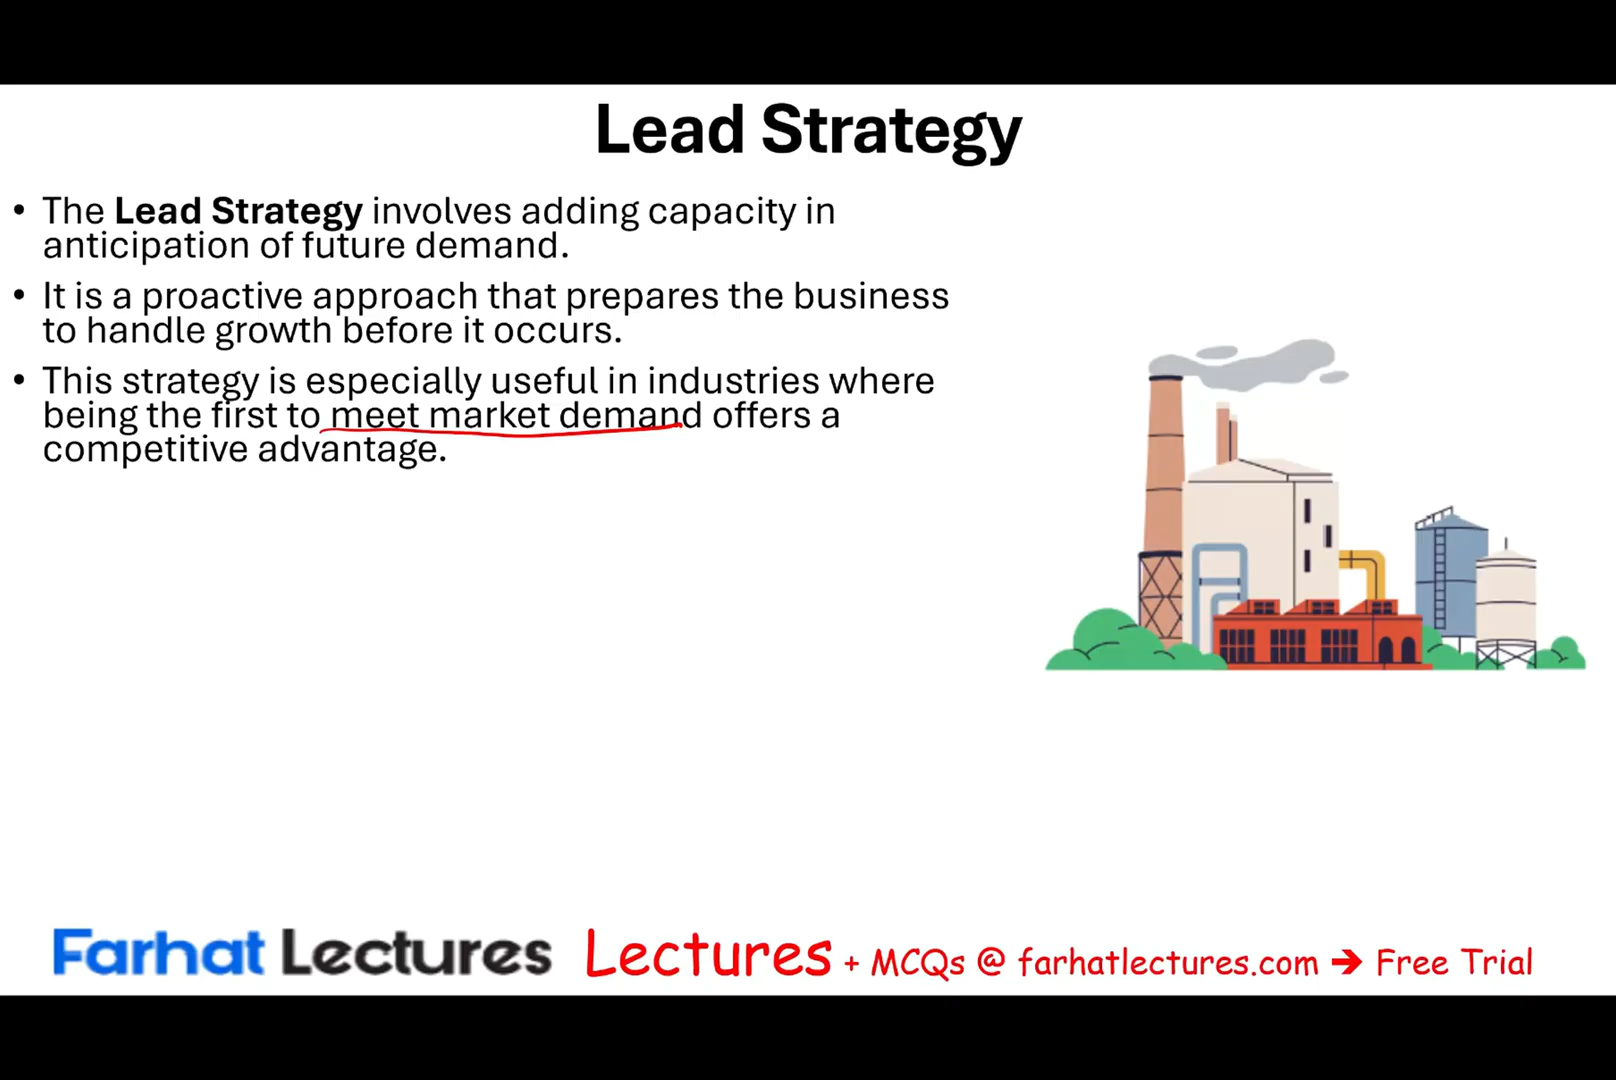 Lead Strategy
• The Lead Strategy involves adding capacity in
anticipation of future demand.
• It is a proactive approach that prepares the business
to handle growth before it occurs.
• This strategy is especially useful in industries where
being the first to meet market demand offers a
competitive advantage.
Farhat Lectures Lectures + MCQs @ farhatlectures.com → Free Trial